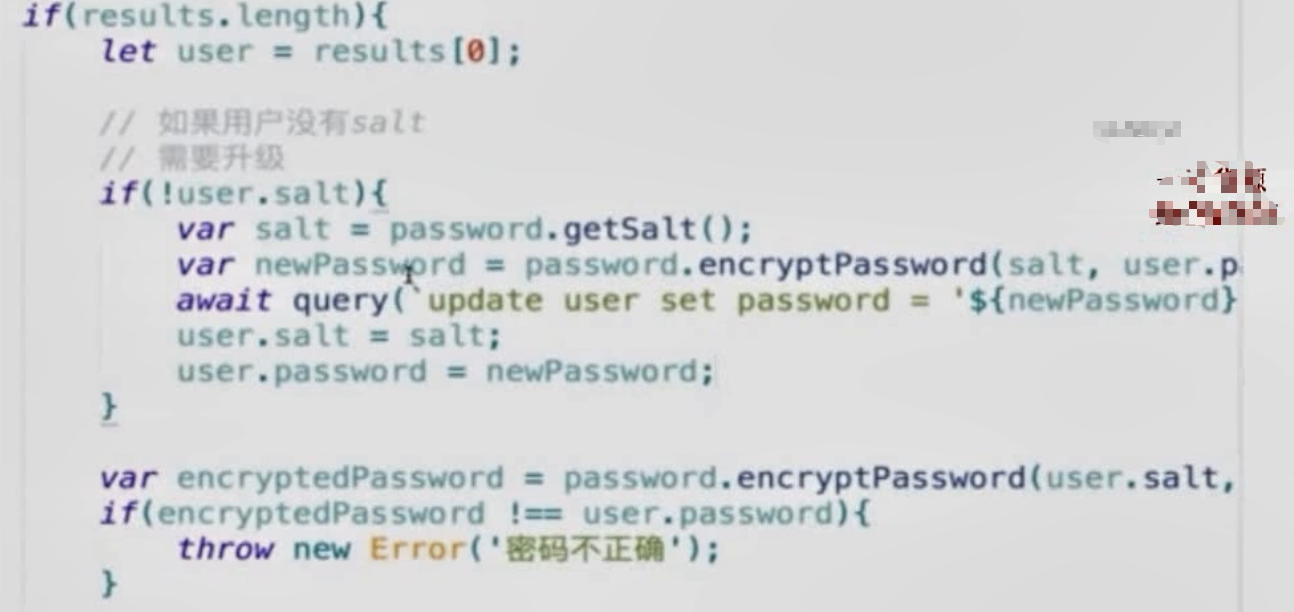 if(results.length){
let user = results[0];
// 如果用户没有salt
// 需要升级
if(!user.salt){
var salt = password.getSalt();
var newPassword = password.encryptPassword(salt, user.p
await query(`update user set password = '${newPassword}
user.salt = salt;
user.password = newPassword;
}
var encryptedPassword = password.encryptPassword(user.salt,
if(encryptedPassword !== user.password){
throw new Error('密码不正确');
}